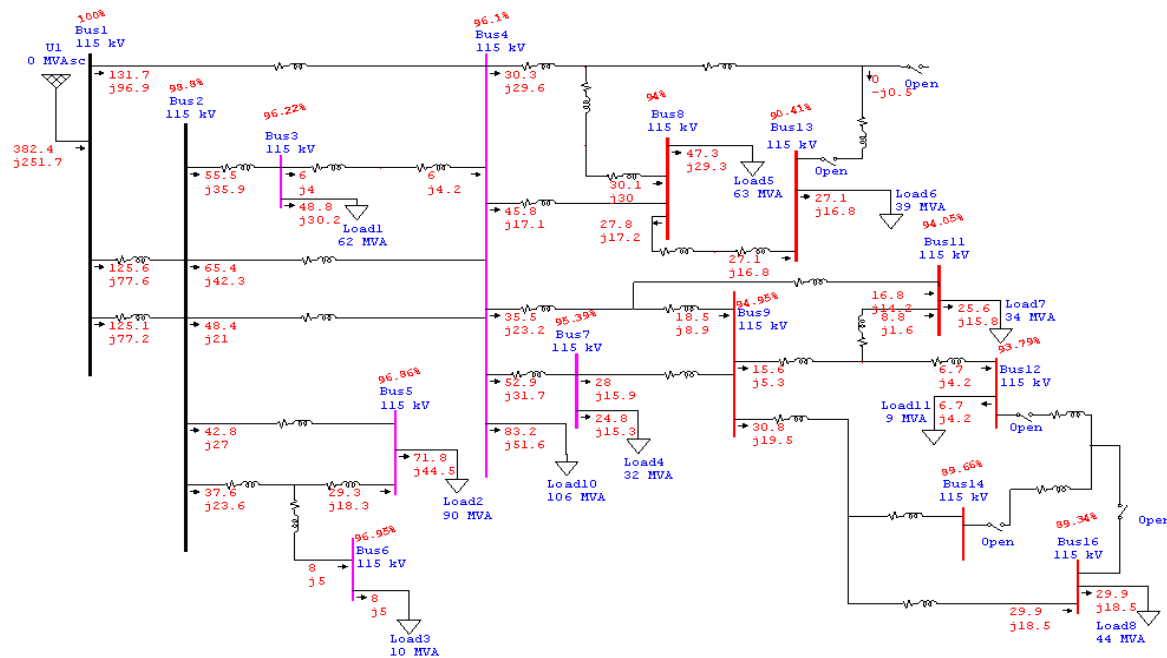 100%
Bus1
115 kV
U1
0 MVAsc
382.4
j251.7
131.7
j96.9
98.8%
Bus2
115 kV
96.22%
Bus3
115 kV
55.5
j35.9
6
j4
6
j4.2
48.8
j30.2
Load1
62 MVA
125.6
j77.6
65.4
j42.3
125.1
j77.2
48.4
j21
96.86%
Bus5
115 kV
42.8
j27
71.8
j44.5
Load2
90 MVA
37.6
j23.6
29.3
j18.3
96.95%
Bus6
115 kV
8
j5
8
j5
Load3
10 MVA
96.1%
Bus4
115 kV
30.3
j29.6
0
-j0.5
Open
94%
Bus8
115 kV
47.3
j29.3
Load5
63 MVA
30.1
j30
45.8
j17.1
27.8
j17.2
90.41%
Bus13
115 kV
Open
27.1
j16.8
Load6
39 MVA
27.1
j16.8
94.05%
Bus11
115 kV
16.8
j14.2
8.8
j1.6
25.6
j15.8
Load7
34 MVA
35.5
j23.2
18.5
j8.9
94.95%
Bus9
115 kV
95.39%
Bus7
115 kV
52.9
j31.7
28
j15.9
24.8
j15.3
Load4
32 MVA
83.2
j51.6
Load10
106 MVA
15.6
j5.3
6.7
j4.2
93.79%
Bus12
115 kV
Load11
9 MVA
6.7
j4.2
Open
30.8
j19.5
89.66%
Bus14
115 kV
Open
Open
89.34%
Bus16
115 kV
29.9
j18.5
29.9
j18.5
Load8
44 MVA